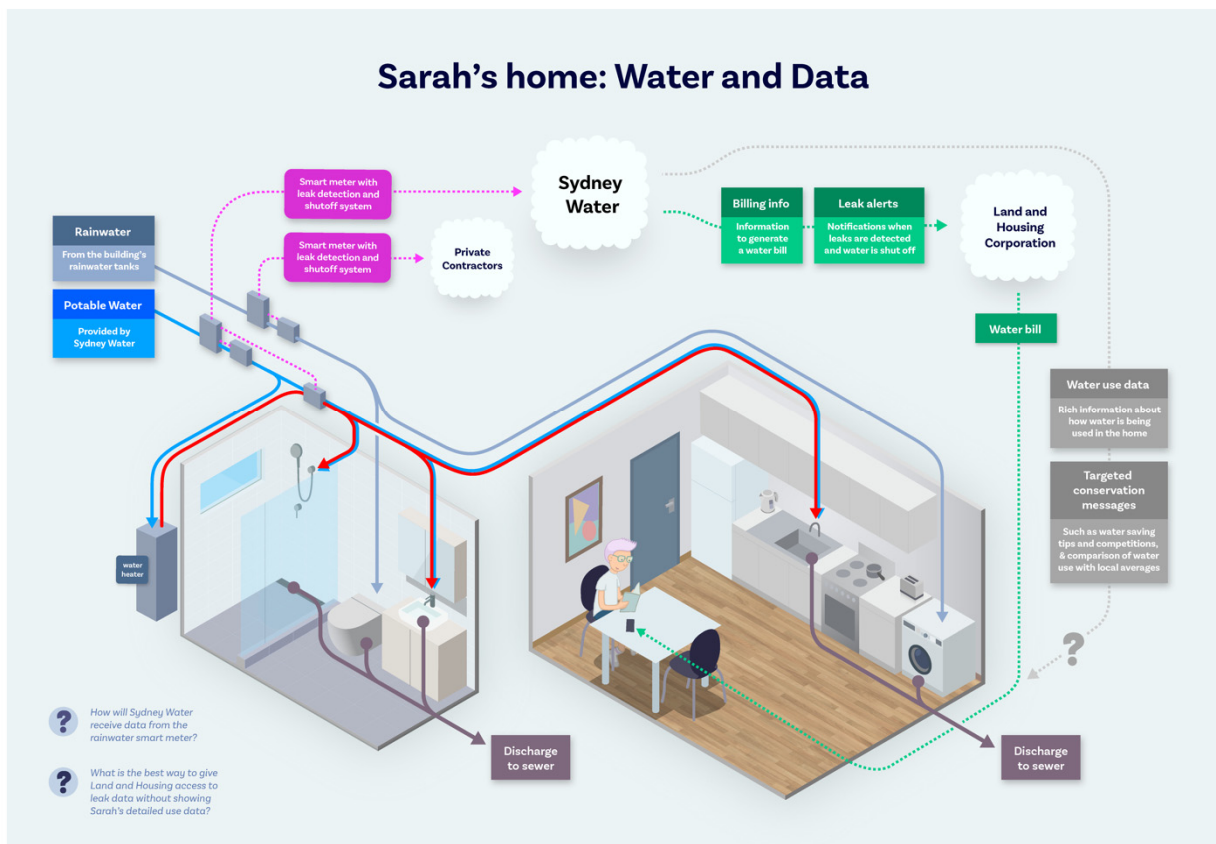 Sarah's home: Water and Data
Smart meter with
leak detection and
shutoff system
Sydney
Water
Billing info
Information
to generate
a water bill
Leak alerts
Notifications when
leaks are detected
and water is shut off
Land and
Housing
Corporation
Rainwater
From the building's
rainwater tanks
Smart meter with
leak detection and
shutoff system
Private
Contractors
Potable Water
Provided by
Sydney Water
Water bill
Water use data
Rich information about
how water is being
used in the home
Targeted
conservation
messages
Such as water saving
tips and competitions,
& comparison of water
use with local averages
water
heater
?
?
How will Sydney Water
receive data from the
rainwater smart meter?
Discharge
to sewer
Discharge
to sewer
?
What is the best way to give
Land and Housing access to
leak data without showing
Sarah's detailed use data?